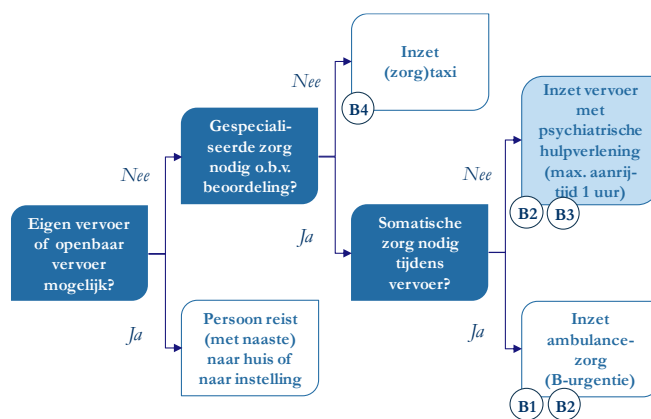 Inzet
(zorg)taxi
Nee
B4
Inzet vervoer
met
psychiatrische
hulpverlening
(max. aanrij-
tijd 1 uur)
Gespeciali-
seerde zorg
nodig o.b.v.
beoordeling?
Nee
Nee
B2
B3
Eigen vervoer
of openbaar
vervoer
mogelijk?
Ja
Somatische
zorg nodig
tijdens
vervoer?
Ja
Persoon reist
(met naaste)
naar huis of
naar instelling
Ja
Inzet
ambulance-
zorg
(B-urgentie)
B1
B2